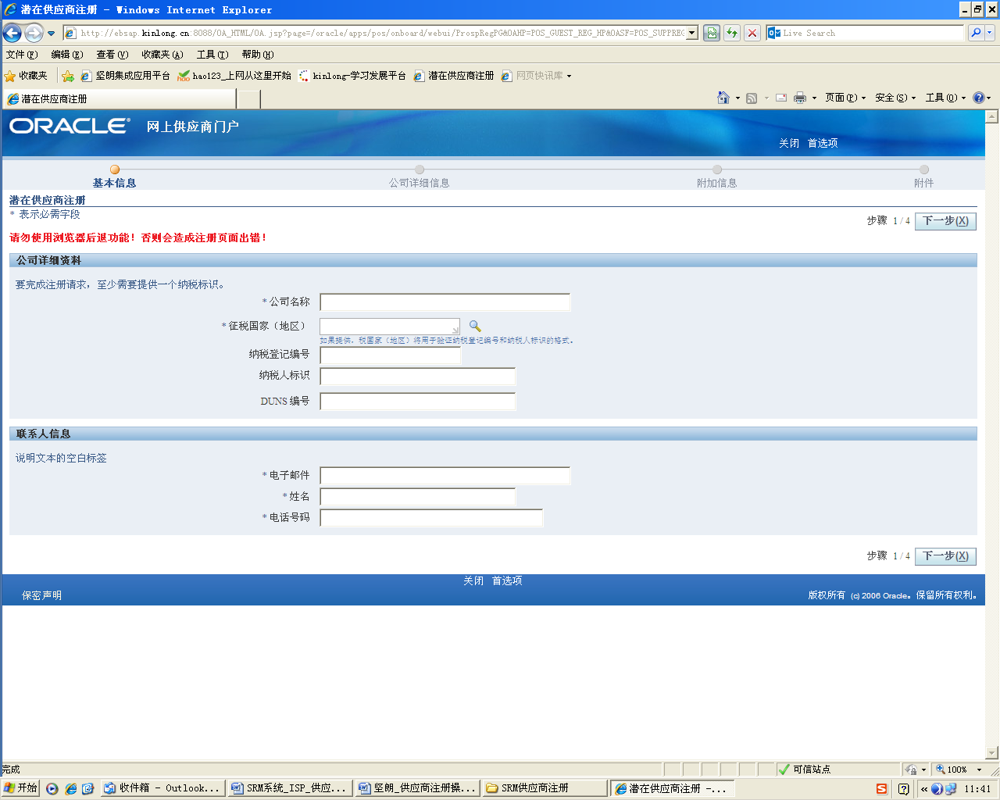 潜在供应商注册 - Windows Internet Explorer
http://ebsap.kinlong.cn:8088/OA_HTML/OA.jsp?page=/oracle/apps/pos/onboard/webui/ProspRegPG&OAHP=POS_GUEST_REG_HP&OASF=POS_SUPPREG
Live Search
文件(F) 编辑(E) 查看(V) 收藏夹(A) 工具(T) 帮助(H)
收藏夹 坚朗集成应用平台 hao123_上网从这里开始 kinlong-学习发展平台 潜在供应商注册 网页快讯库
潜在供应商注册 页面(P) 安全(S) 工具(O)
ORACLE 网上供应商门户
关闭 首选项
基本信息 公司详细信息 附加信息 附件
潜在供应商注册
* 表示必需字段
步骤 1 / 4 下一步(X)
请勿使用浏览器后退功能！否则会造成注册页面出错！
公司详细资料
要完成注册请求，至少需要提供一个纳税标识。
* 公司名称
* 征税国家（地区）
如果提供，税国家（地区）将用于验证纳税登记编号和纳税人标识的格式。
纳税登记编号
纳税人标识
DUNS 编号
联系人信息
说明文本的空白标签
* 电子邮件
* 姓名
* 电话号码
步骤 1 / 4 下一步(X)
关闭 首选项
保密声明 版权所有 (c) 2006 Oracle。保留所有权利。
完成 可信站点 100%
开始 收件箱 - Outlook... SRM系统_ISP_供应... 坚朗_供应商注册操... SRM供应商注册 潜在供应商注册 -... 11:41